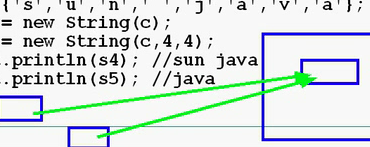 {'s','u','n',' ','j','a','v','a'};
= new String(c);
= new String(c,4,4);
.println(s4); //sun java
.println(s5); //java